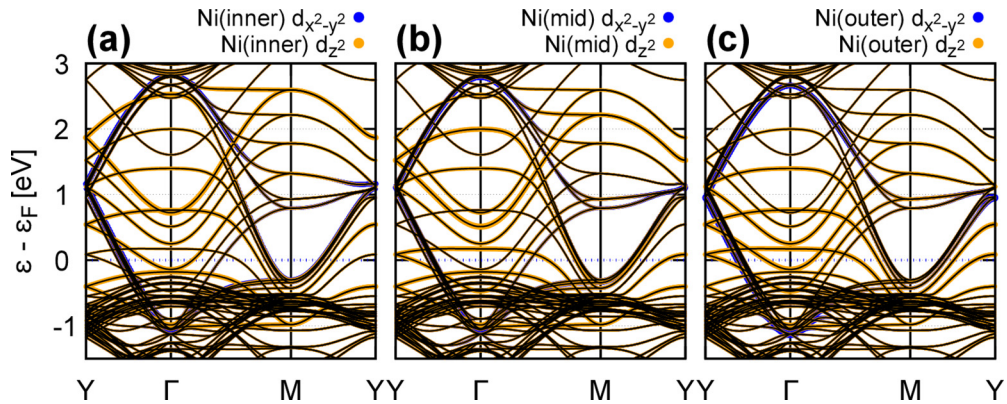 (a) Ni(inner) dx²-y²
Ni(inner) dz²
(b) Ni(mid) dx²-y²
Ni(mid) dz²
(c) Ni(outer) dx²-y²
Ni(outer) dz²
ε - εF [eV]
3
2
1
0
-1
Y Γ M Y Y Γ M Y Y Γ M Y